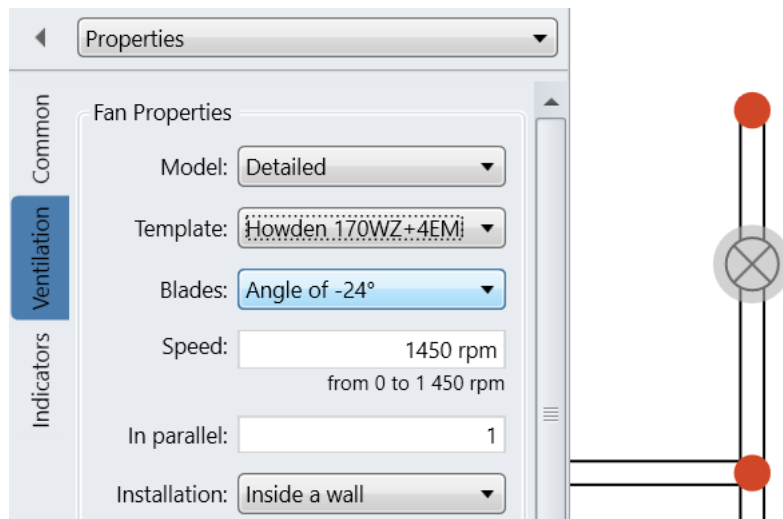 Properties
Common
Ventilation
Indicators
Fan Properties
Model: Detailed
Template: Howden 170WZ+4EM
Blades: Angle of -24°
Speed: 1450 rpm
from 0 to 1 450 rpm
In parallel: 1
Installation: Inside a wall